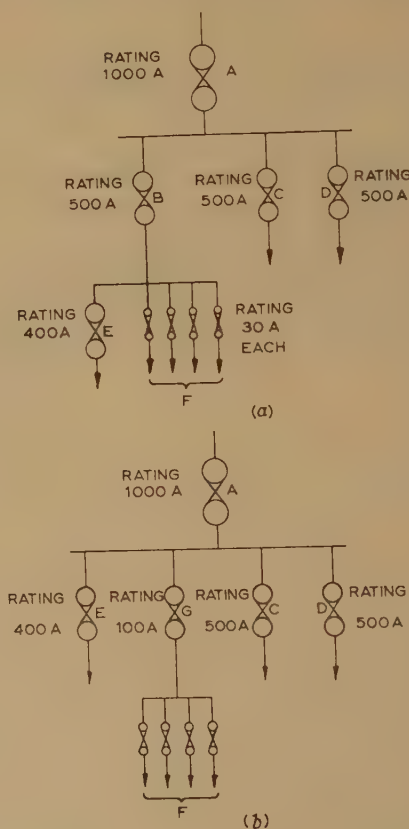 RATING
1000 A
A
RATING
500 A
B
RATING
500 A
C
D
RATING
500 A
RATING
400 A
E
RATING
30 A
EACH
F
(a)
RATING
1000 A
A
RATING
400 A
E
RATING
100 A
G
RATING
500 A
C
D
RATING
500 A
F
(b)